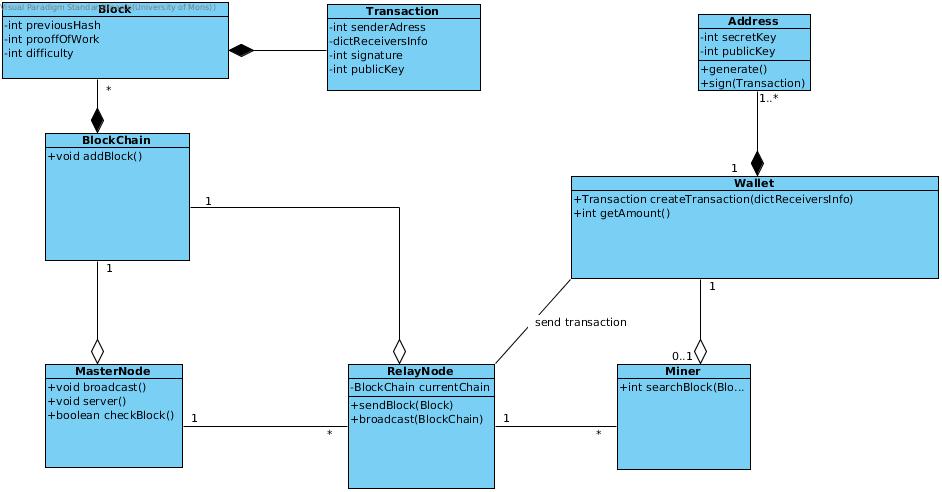 Visual Paradigm Standard (University of Mons))
Block
-int previousHash
-int prooffOfWork
-int difficulty
Transaction
-int senderAdress
-dictReceiversInfo
-int signature
-int publicKey
Address
-int secretKey
-int publicKey
+generate()
+sign(Transaction)
*
1..*
BlockChain
+void addBlock()
1
1
Wallet
+Transaction createTransaction(dictReceiversInfo)
+int getAmount()
1
1
send transaction
0..1
MasterNode
+void broadcast()
+void server()
+boolean checkBlock()
RelayNode
-BlockChain currentChain
+sendBlock(Block)
+broadcast(BlockChain)
Miner
+int searchBlock(Blo...
1
*
1
*